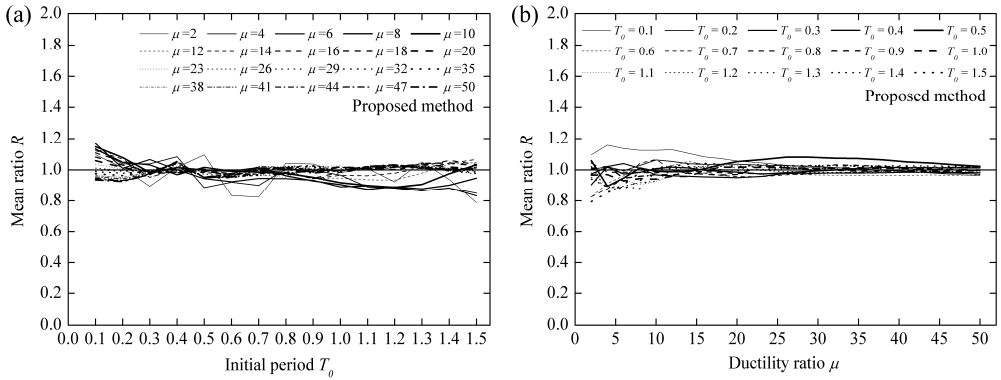 (a)
2.0
1.8
1.6
1.4
1.2
1.0
0.8
0.6
0.4
0.2
0.0
Mean ratio R
μ=2 μ=4 μ=6 μ=8 μ=10
μ=12 μ=14 μ=16 μ=18 μ=20
μ=23 μ=26 μ=29 μ=32 μ=35
μ=38 μ=41 μ=44 μ=47 μ=50
Proposed method
0.0 0.1 0.2 0.3 0.4 0.5 0.6 0.7 0.8 0.9 1.0 1.1 1.2 1.3 1.4 1.5
Initial period T₀
(b)
2.0
1.8
1.6
1.4
1.2
1.0
0.8
0.6
0.4
0.2
0.0
Mean ratio R
T₀ = 0.1 T₀ = 0.2 T₀ = 0.3 T₀ = 0.4 T₀ = 0.5
T₀ = 0.6 T₀ = 0.7 T₀ = 0.8 T₀ = 0.9 T₀ = 1.0
T₀ = 1.1 T₀ = 1.2 T₀ = 1.3 T₀ = 1.4 T₀ = 1.5
Proposed method
0 5 10 15 20 25 30 35 40 45 50
Ductility ratio μ